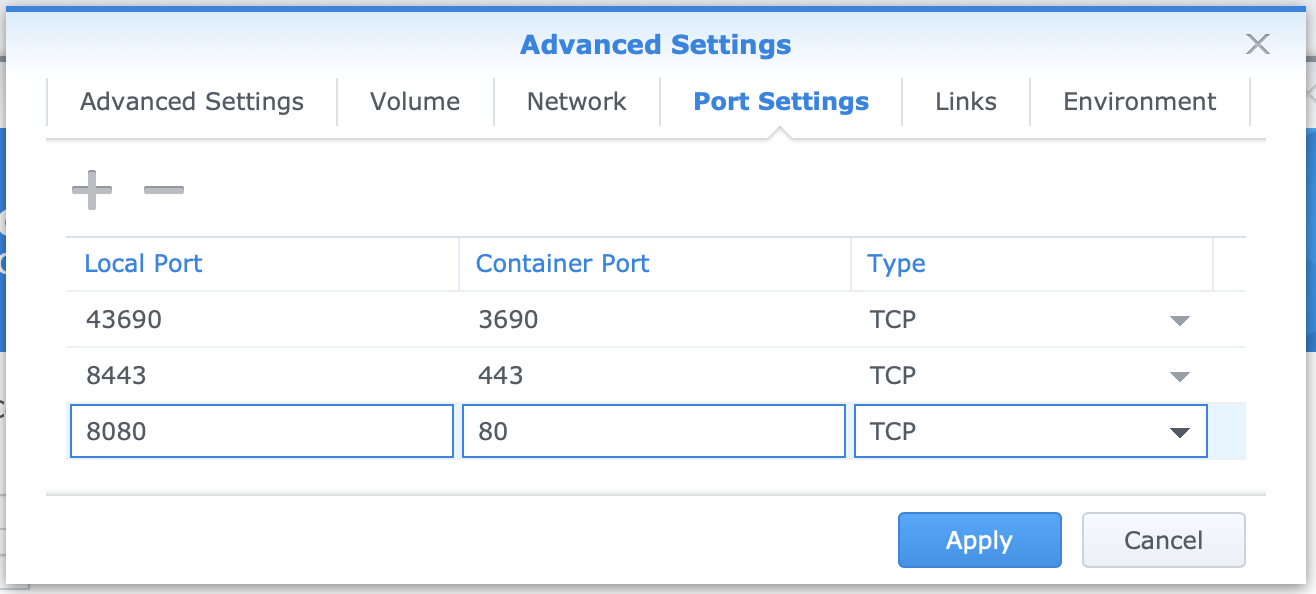 Advanced Settings
Advanced Settings Volume Network Port Settings Links Environment
Local Port Container Port Type
43690 3690 TCP
8443 443 TCP
8080 80 TCP
Apply Cancel